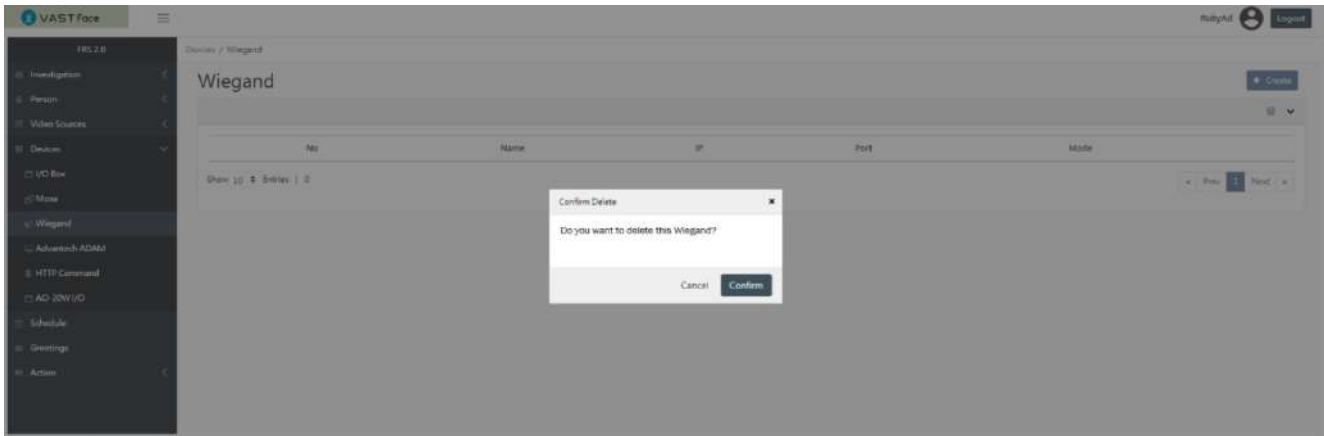 VAST Face
RubyAd Logout
FRS 2.0
Devices / Wiegand
Investigation
Wiegand
+ Create
Person
Video Sources
Devices
No Name IP Port Mode
I/O Box
Show 10 Entries | 0
« Prev 1 Next »
Moxa
Confirm Delete
Wiegand
Do you want to delete this Wiegand?
Advantech ADAM
HTTP Command
Cancel Confirm
AO-20W I/O
Schedule
Greetings
Action